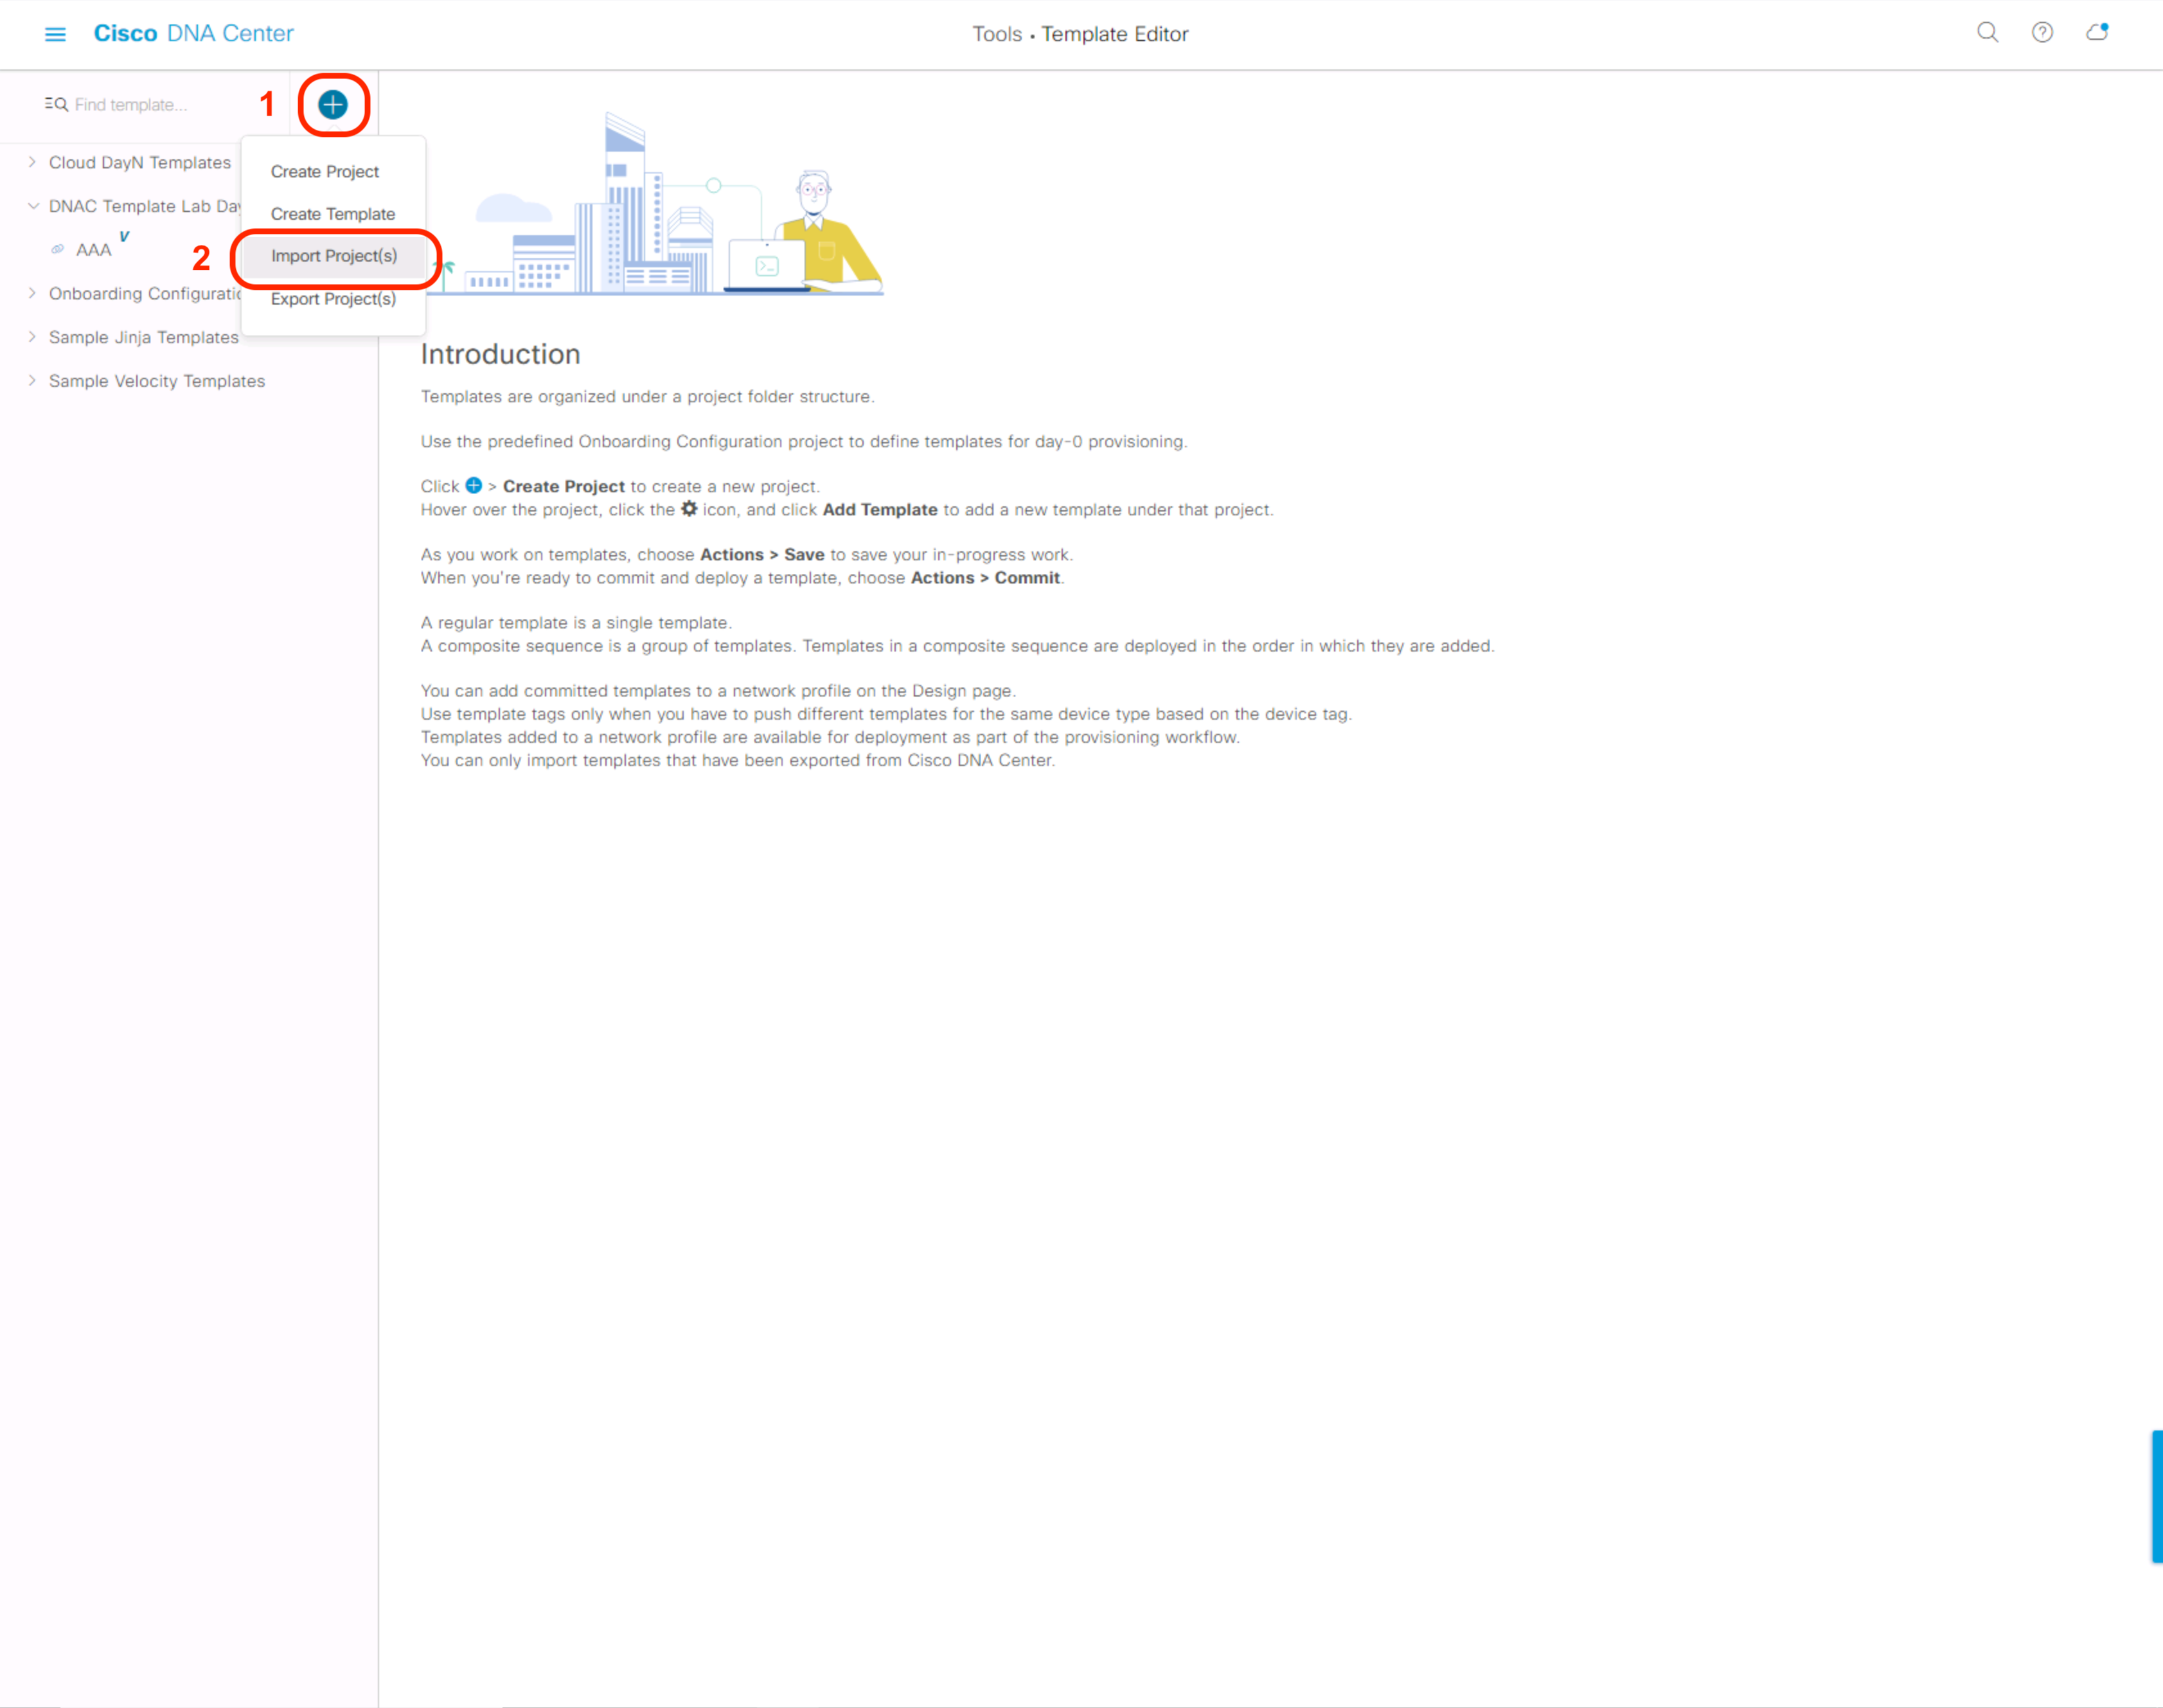 Cisco DNA Center
Tools • Template Editor
Find template...
1
Cloud DayN Templates
DNAC Template Lab Day
AAA V
Onboarding Configuratio
Sample Jinja Templates
Sample Velocity Templates
Create Project
Create Template
2
Import Project(s)
Export Project(s)
Introduction
Templates are organized under a project folder structure.
Use the predefined Onboarding Configuration project to define templates for day-0 provisioning.
Click > Create Project to create a new project.
Hover over the project, click the icon, and click Add Template to add a new template under that project.
As you work on templates, choose Actions > Save to save your in-progress work.
When you're ready to commit and deploy a template, choose Actions > Commit.
A regular template is a single template.
A composite sequence is a group of templates. Templates in a composite sequence are deployed in the order in which they are added.
You can add committed templates to a network profile on the Design page.
Use template tags only when you have to push different templates for the same device type based on the device tag.
Templates added to a network profile are available for deployment as part of the provisioning workflow.
You can only import templates that have been exported from Cisco DNA Center.